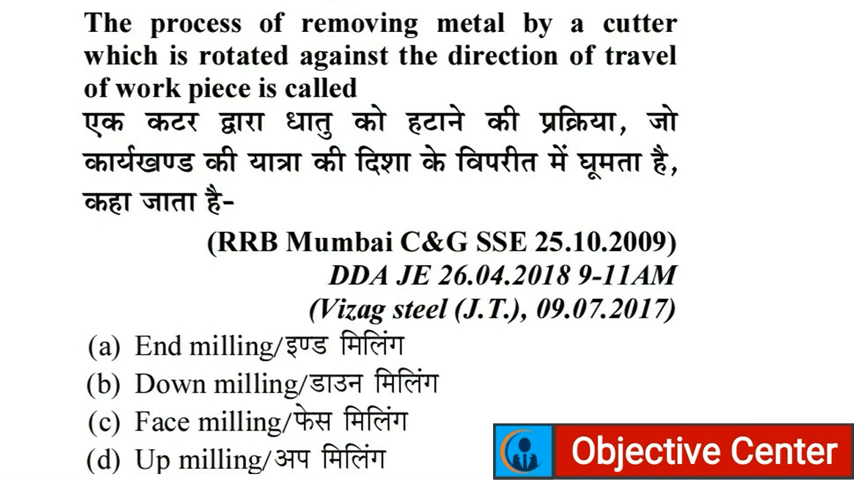 The process of removing metal by a cutter
which is rotated against the direction of travel
of work piece is called
एक कटर द्वारा धातु को हटाने की प्रक्रिया, जो
कार्यखण्ड की यात्रा की दिशा के विपरीत में घूमता है,
कहा जाता है-
(RRB Mumbai C&G SSE 25.10.2009)
DDA JE 26.04.2018 9-11AM
(Vizag steel (J.T.), 09.07.2017)
(a) End milling/इण्ड मिलिंग
(b) Down milling/डाउन मिलिंग
(c) Face milling/फेस मिलिंग
(d) Up milling/अप मिलिंग
Objective Center